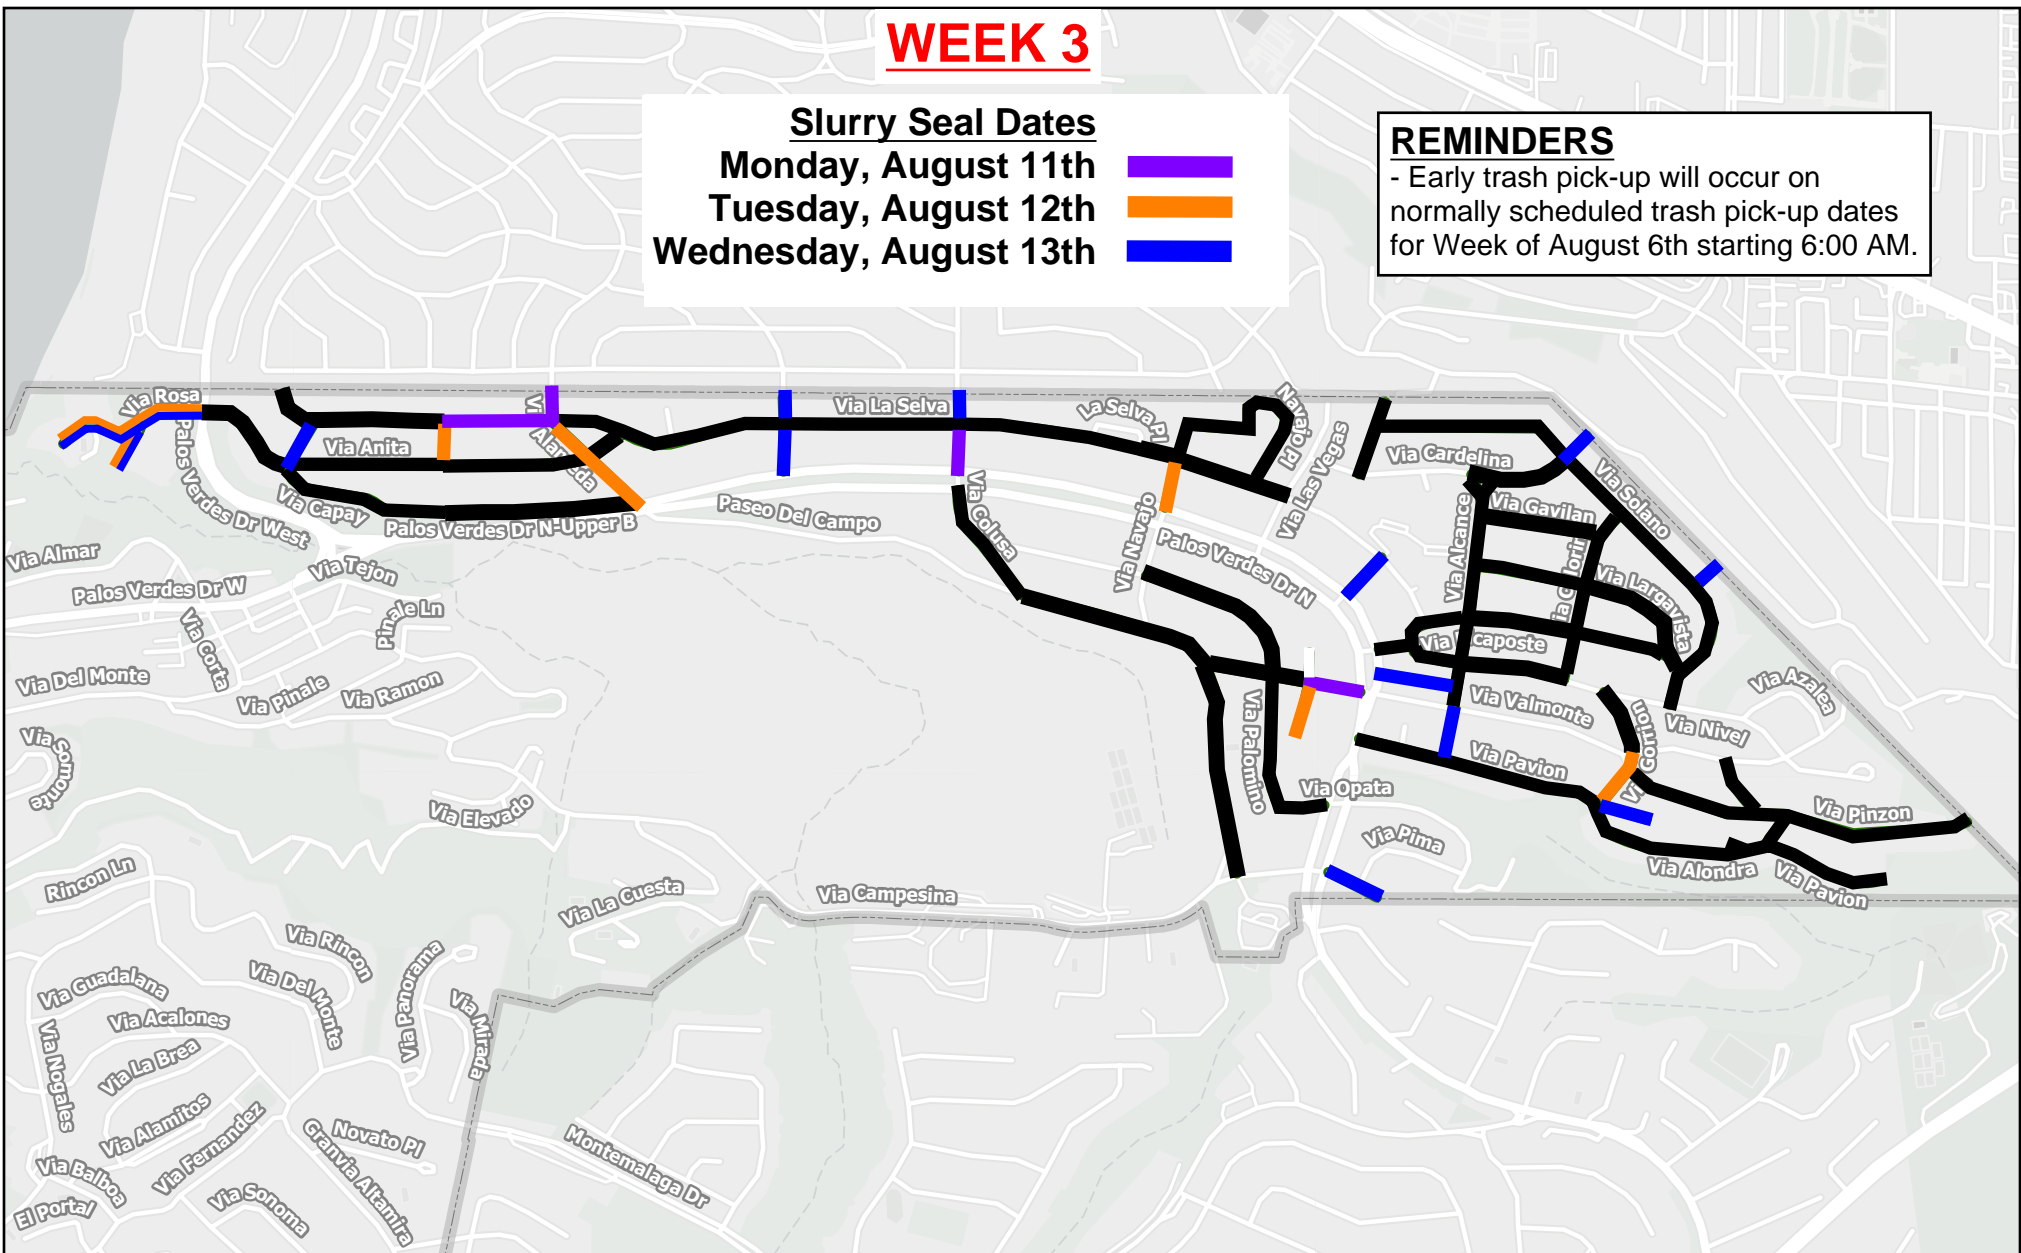 WEEK 3
Slurry Seal Dates
Monday, August 11th
Tuesday, August 12th
Wednesday, August 13th
REMINDERS
- Early trash pick-up will occur on
normally scheduled trash pick-up dates
for Week of August 6th starting 6:00 AM.
Via Rosa
Via La Selva
La Selva Pl
Navajo Pl
Via Anita
Alameda
Via Las Vegas
Via Cardelina
Via Solano
Palos Verdes Dr West
Via Capay
Palos Verdes Dr N-Upper B
Paseo Del Campo
Via Colusa
Via Navajo
Palos Verdes Dr N
Via Alcance
Via Gavilan
Via Largavista
Via Almar
Via Tejon
Palos Verdes Dr W
Pinale Ln
Via Corta
Via Del Monte
Via Pinale
Via Ramon
Via Valmonte
Via Azalea
Via Nivel
Via Somonte
Via Palomino
Via Pavion
Via Opata
Via Pinzon
Via Elevado
Via Pima
Via Alondra
Via Pavion
Rincon Ln
Via La Cuesta
Via Campesina
Via Rincon
Via Panorama
Via Del Monte
Via Guadalana
Via Mirada
Via Acalones
Via Nogales
Via La Brea
Via Alamitos
Via Fernandez
Granvia Altamira
Novato Pl
Montemalaga Dr
Via Balboa
El Portal
Via Sonoma